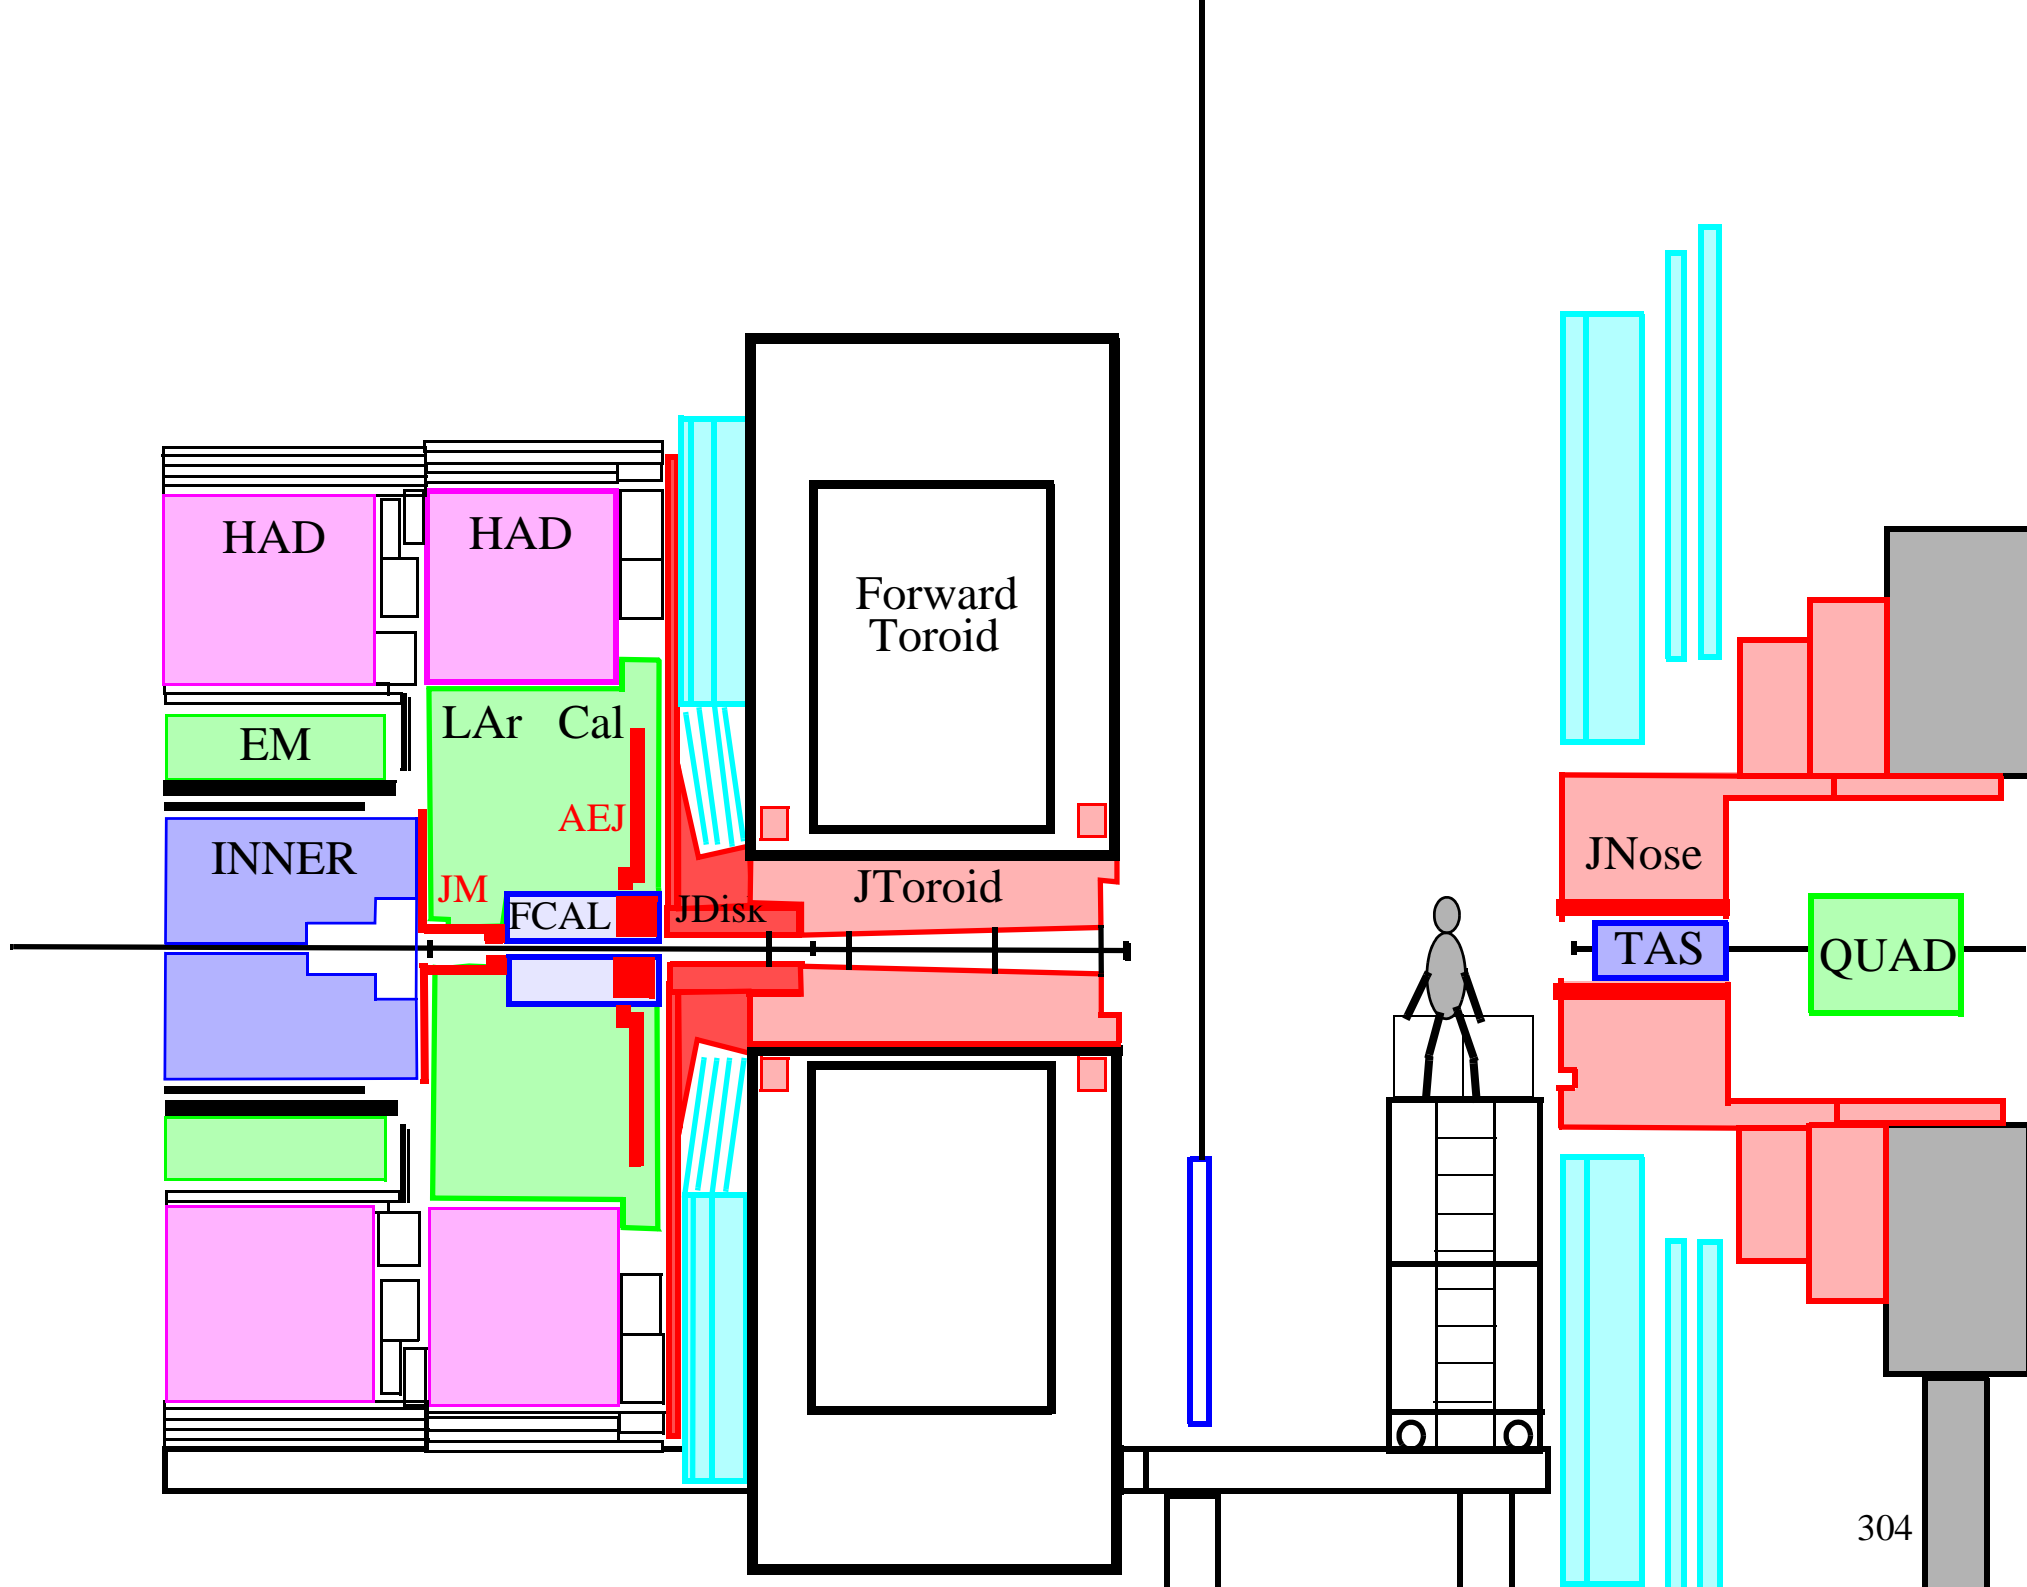 HAD
HAD
Forward
Toroid
LAr Cal
EM
AEJ
INNER
JM
FCAL
JDisk
JToroid
JNose
TAS
QUAD
304